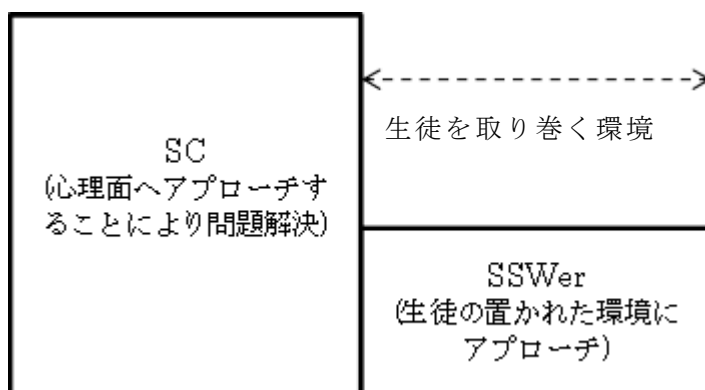 SC
(心理面へアプローチす
ることにより問題解決)
生徒を取り巻く環境
SSWer
(生徒の置かれた環境に
アプローチ)